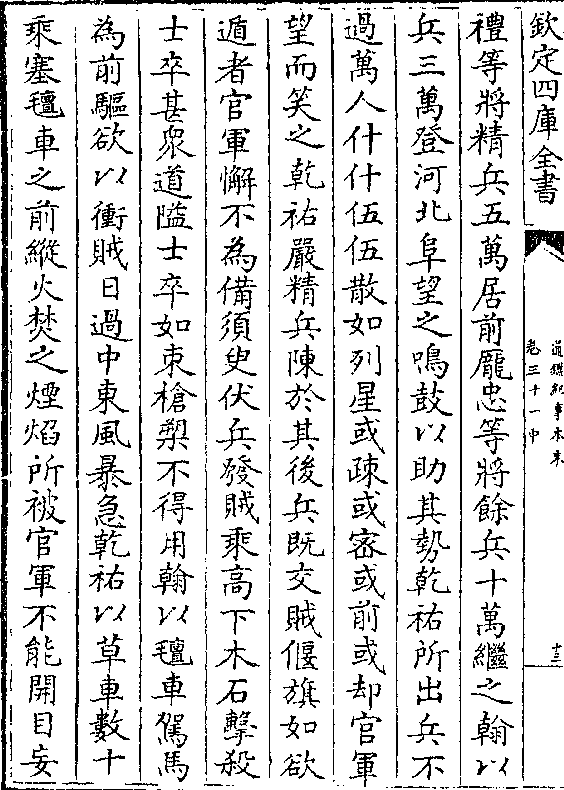 欽定四庫全書
通鑑紀事本末
卷三十一中
十三
禮等將精兵五萬居前龎忠等將餘兵十萬繼之翰以
兵三萬登河北阜望之鳴鼓以助其勢乾祐所出兵不
過萬人什什伍伍散如列星或疎或密或前或却官軍
望而笑之乾祐嚴精兵陳於其後兵既交賊偃旗如欲
遁者官軍懈不為備須臾伏兵發賊乘高下木石擊殺
士卒甚衆道隘士卒如束槍槊不得用翰以氊車駕馬
為前驅欲以衝賊日過中東風暴急乾祐以草車數十
乘塞氊車之前縱火焚之煙焰所被官軍不能開目妄